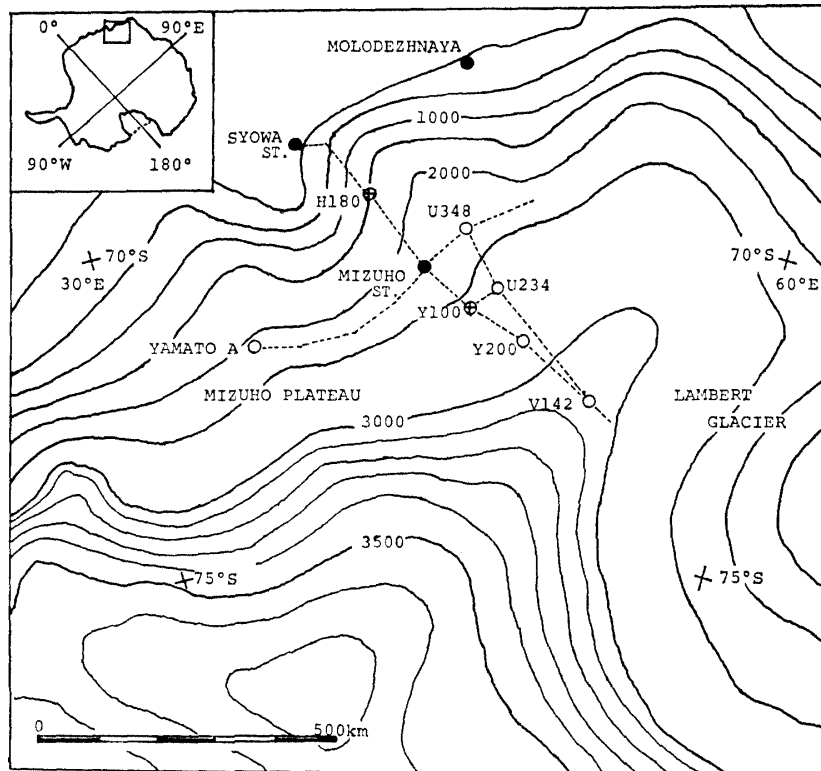 0°
90°E
90°W
180°
MOLODEZHNAYA
SYOWA
ST.
1000
2000
H180
U348
70°S
30°E
MIZUHO
ST.
U234
70°S
60°E
Y100
YAMATO A
Y200
MIZUHO PLATEAU
V142
LAMBERT
GLACIER
3000
3500
75°S
75°S
0
500km